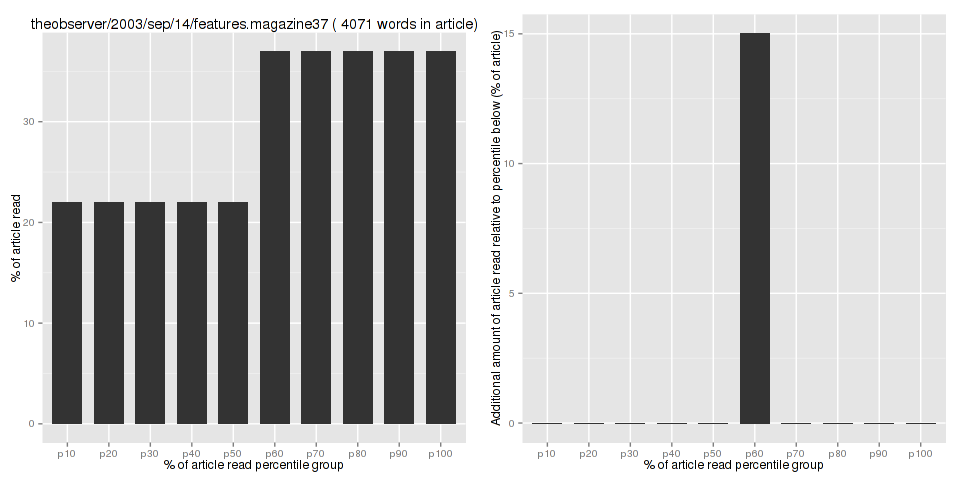 theobserver/2003/sep/14/features.magazine37 ( 4071 words in article)
% of article read
30
20
10
0
p10 p20 p30 p40 p50 p60 p70 p80 p90 p100
% of article read percentile group
Additional amount of article read relative to percentile below (% of article)
15
10
5
0
p10 p20 p30 p40 p50 p60 p70 p80 p90 p100
% of article read percentile group